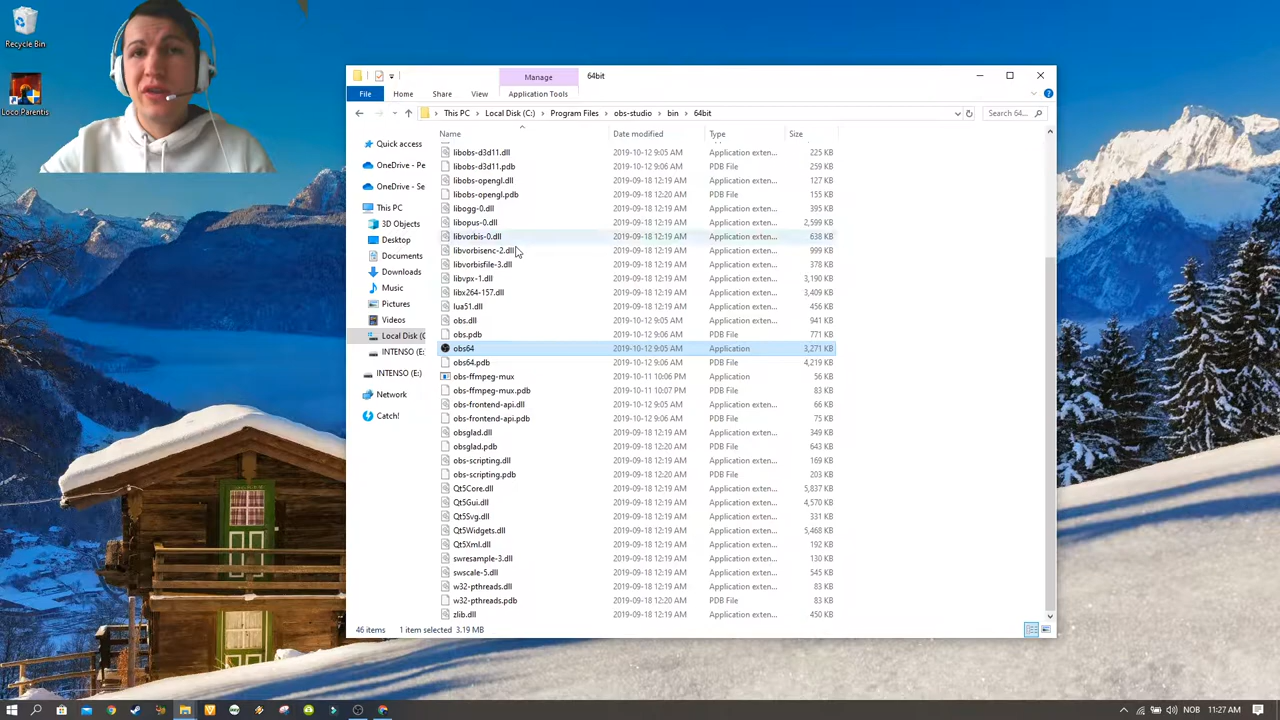 Recycle Bin
Loco Parentis
Manage
64bit
File
Home
Share
View
Application Tools
This PC
Local Disk (C:)
Program Files
obs-studio
bin
64bit
Search 64...
Quick access
OneDrive - Pe
OneDrive - Se
This PC
3D Objects
Desktop
Documents
Downloads
Music
Pictures
Videos
Local Disk (C
INTENSO (E:
INTENSO (E:)
Network
Catch!
Name Date modified Type Size
libobs-d3d11.dll 2019-10-12 9:05 AM Application exten... 225 KB
libobs-d3d11.pdb 2019-10-12 9:06 AM PDB File 259 KB
libobs-opengl.dll 2019-09-18 12:19 AM Application exten... 127 KB
libobs-opengl.pdb 2019-09-18 12:20 AM PDB File 155 KB
libogg-0.dll 2019-09-18 12:19 AM Application exten... 395 KB
libopus-0.dll 2019-09-18 12:19 AM Application exten... 2,599 KB
libvorbis-0.dll 2019-09-18 12:19 AM Application exten... 638 KB
libvorbisenc-2.dll 2019-09-18 12:19 AM Application exten... 999 KB
libvorbisfile-3.dll 2019-09-18 12:19 AM Application exten... 378 KB
libvpx-1.dll 2019-09-18 12:19 AM Application exten... 3,190 KB
libx264-157.dll 2019-09-18 12:19 AM Application exten... 3,409 KB
lua51.dll 2019-09-18 12:19 AM Application exten... 456 KB
obs.dll 2019-10-12 9:05 AM Application exten... 941 KB
obs.pdb 2019-10-12 9:06 AM PDB File 771 KB
obs64 2019-10-12 9:05 AM Application 3,271 KB
obs64.pdb 2019-10-12 9:06 AM PDB File 4,219 KB
obs-ffmpeg-mux 2019-10-11 10:06 PM Application 56 KB
obs-ffmpeg-mux.pdb 2019-10-11 10:07 PM PDB File 83 KB
obs-frontend-api.dll 2019-10-12 9:05 AM Application exten... 66 KB
obs-frontend-api.pdb 2019-10-12 9:06 AM PDB File 75 KB
obsglad.dll 2019-09-18 12:19 AM Application exten... 349 KB
obsglad.pdb 2019-09-18 12:20 AM PDB File 643 KB
obs-scripting.dll 2019-09-18 12:19 AM Application exten... 169 KB
obs-scripting.pdb 2019-09-18 12:20 AM PDB File 203 KB
Qt5Core.dll 2019-09-18 12:19 AM Application exten... 5,837 KB
Qt5Gui.dll 2019-09-18 12:19 AM Application exten... 4,570 KB
Qt5Svg.dll 2019-09-18 12:19 AM Application exten... 331 KB
Qt5Widgets.dll 2019-09-18 12:19 AM Application exten... 5,468 KB
Qt5Xml.dll 2019-09-18 12:19 AM Application exten... 192 KB
swresample-3.dll 2019-09-18 12:19 AM Application exten... 130 KB
swscale-5.dll 2019-09-18 12:19 AM Application exten... 545 KB
w32-pthreads.dll 2019-09-18 12:19 AM Application exten... 83 KB
w32-pthreads.pdb 2019-09-18 12:20 AM PDB File 83 KB
zlib.dll 2019-09-18 12:19 AM Application exten... 450 KB
46 items 1 item selected 3.19 MB
NOB 11:27 AM